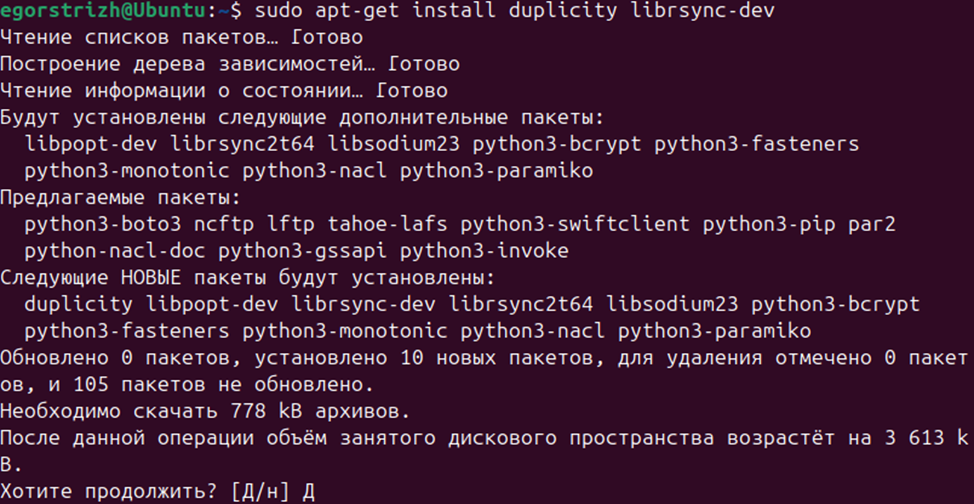 egorstrizh@Ubuntu:~$ sudo apt-get install duplicity librsync-dev
Чтение списков пакетов… Готово
Построение дерева зависимостей… Готово
Чтение информации о состоянии… Готово
Будут установлены следующие дополнительные пакеты:
  libpopt-dev librsync2t64 libsodium23 python3-bcrypt python3-fasteners
  python3-monotonic python3-nacl python3-paramiko
Предлагаемые пакеты:
  python3-boto3 ncftp lftp tahoe-lafs python3-swiftclient python3-pip par2
  python-nacl-doc python3-gssapi python3-invoke
Следующие НОВЫЕ пакеты будут установлены:
  duplicity libpopt-dev librsync-dev librsync2t64 libsodium23 python3-bcrypt
  python3-fasteners python3-monotonic python3-nacl python3-paramiko
Обновлено 0 пакетов, установлено 10 новых пакетов, для удаления отмечено 0 пакет
ов, и 105 пакетов не обновлено.
Необходимо скачать 778 kB архивов.
После данной операции объём занятого дискового пространства возрастёт на 3 613 k
B.
Хотите продолжить? [Д/н] Д